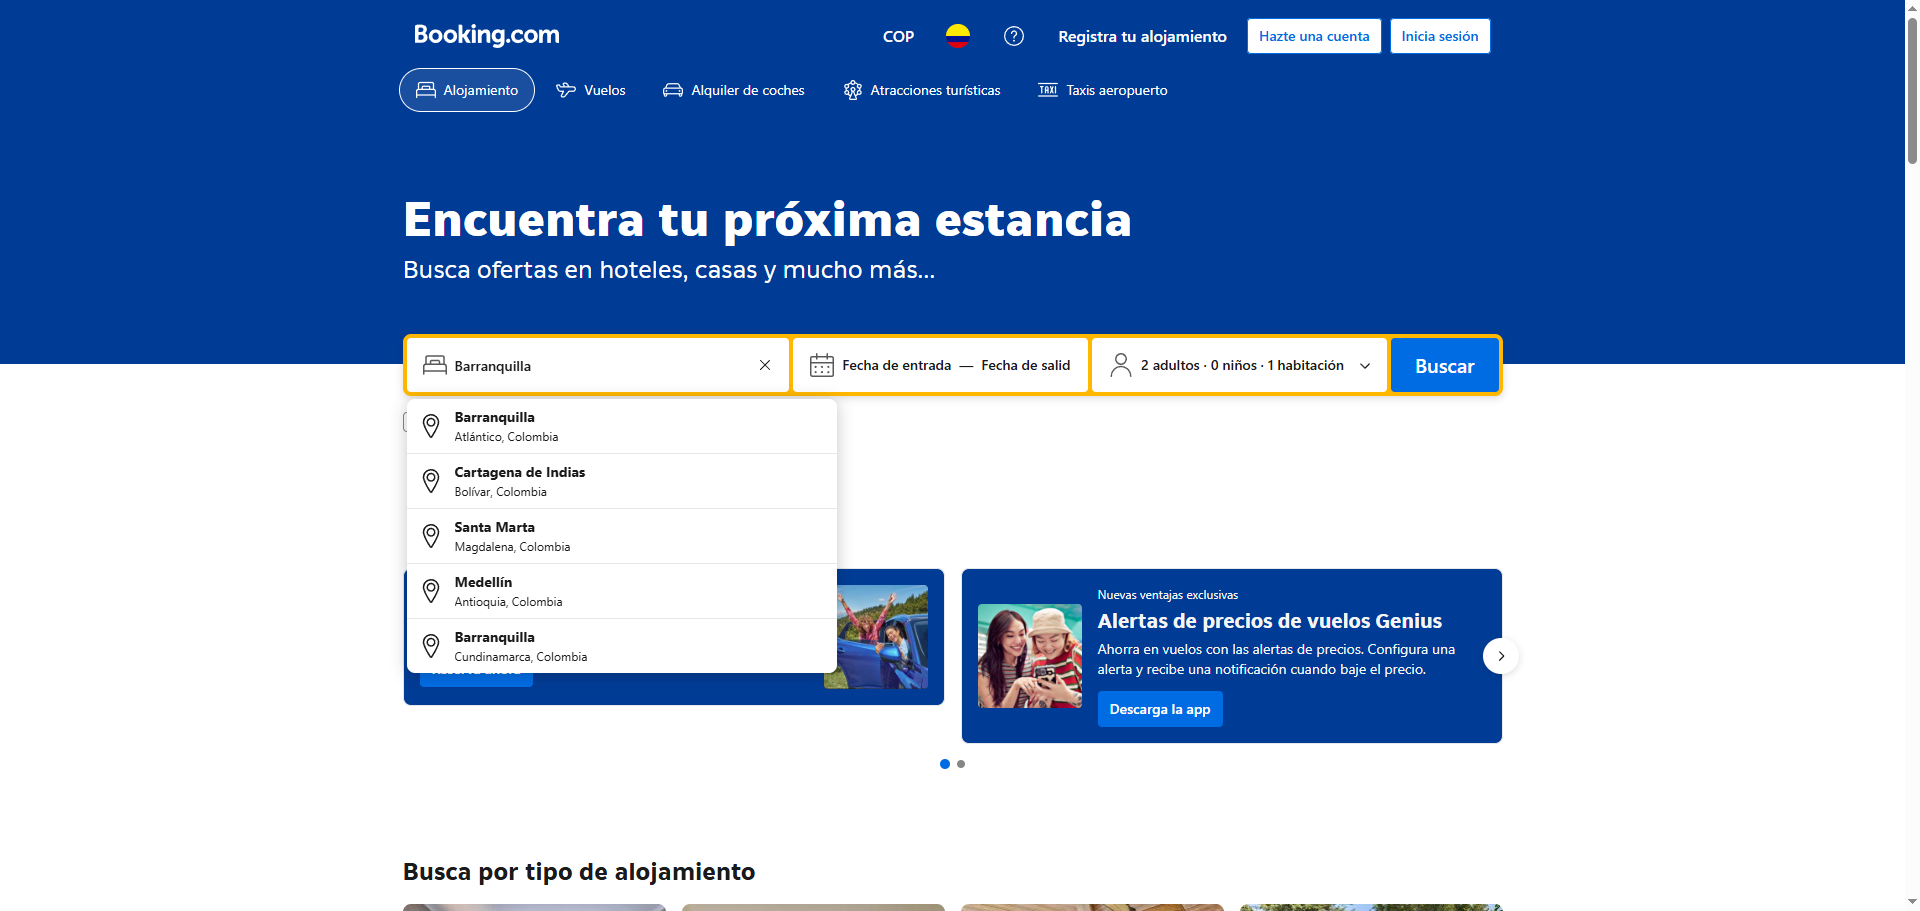 Booking.com
COP
Registra tu alojamiento
Hazte una cuenta
Inicia sesión
Alojamiento
Vuelos
Alquiler de coches
Atracciones turísticas
TAXI
Taxis aeropuerto
Encuentra tu próxima estancia
Busca ofertas en hoteles, casas y mucho más...
Barranquilla
Fecha de entrada — Fecha de salid
2 adultos · 0 niños · 1 habitación
Buscar
Barranquilla
Atlántico, Colombia
Cartagena de Indias
Bolívar, Colombia
Santa Marta
Magdalena, Colombia
Medellín
Antioquia, Colombia
Barranquilla
Cundinamarca, Colombia
Nuevas ventajas exclusivas
Alertas de precios de vuelos Genius
Ahorra en vuelos con las alertas de precios. Configura una
alerta y recibe una notificación cuando baje el precio.
Descarga la app
Busca por tipo de alojamiento